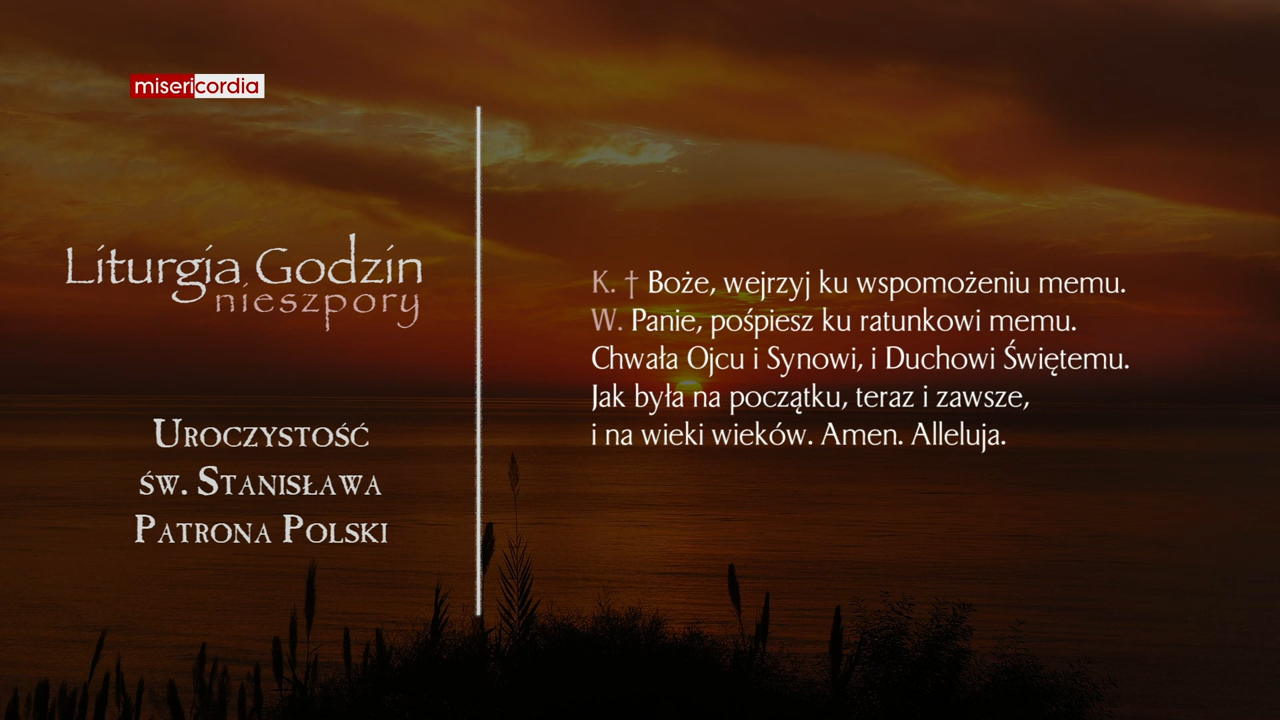 misericordia
Liturgia Godzin
nieszpory
Uroczystość
św. Stanisława
Patrona Polski
K. † Boże, wejrzyj ku wspomożeniu memu.
W. Panie, pośpiesz ku ratunkowi memu.
Chwała Ojcu i Synowi, i Duchowi Świętemu.
Jak była na początku, teraz i zawsze,
i na wieki wieków. Amen. Alleluja.